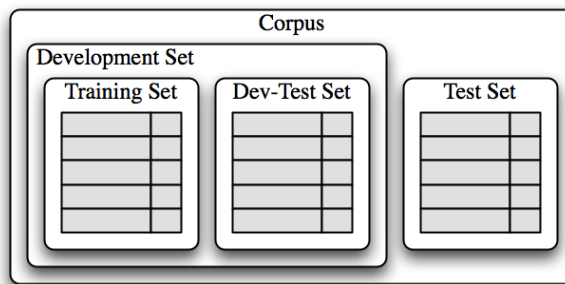 Corpus
Development Set
Training Set
Dev-Test Set
Test Set